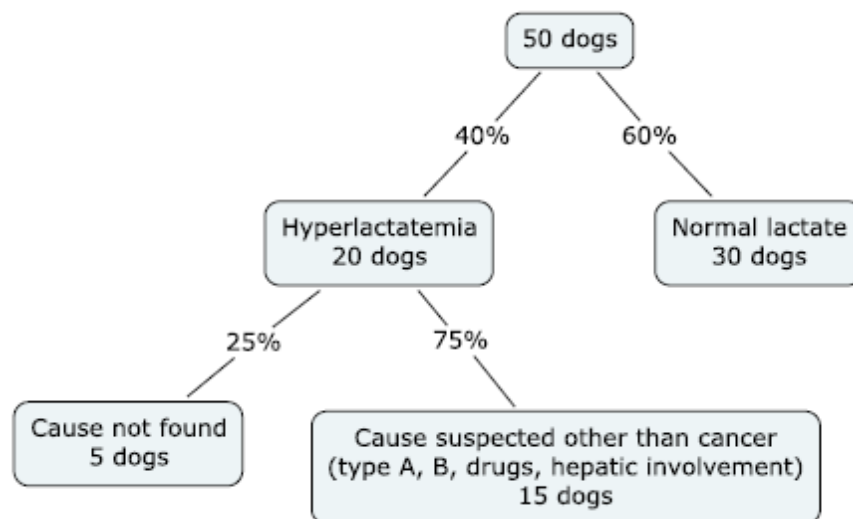 50 dogs
40%
60%
Hyperlactatemia
20 dogs
Normal lactate
30 dogs
25%
75%
Cause not found
5 dogs
Cause suspected other than cancer
(type A, B, drugs, hepatic involvement)
15 dogs